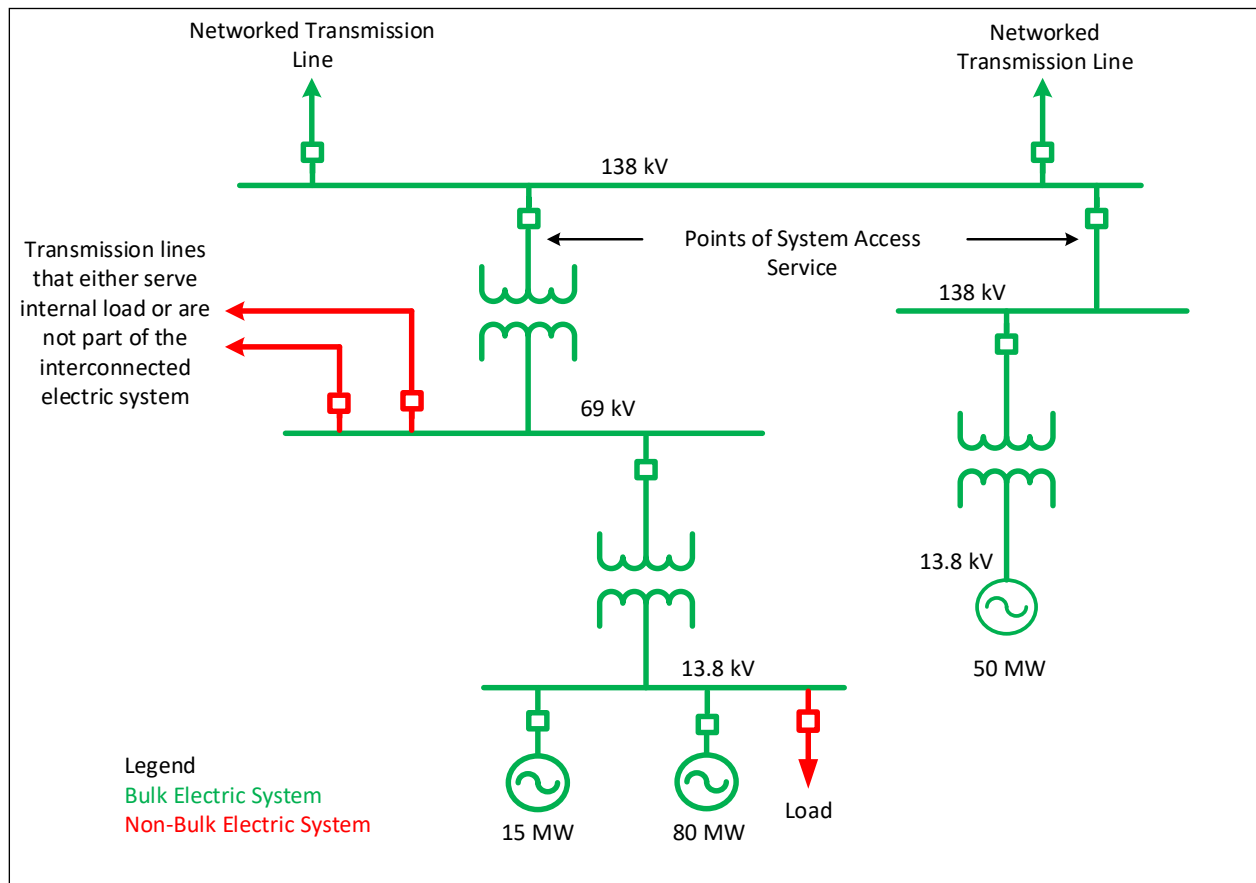 Networked Transmission
Line
Networked
Transmission Line
138 kV
Transmission lines
that either serve
internal load or are
not part of the
interconnected
electric system
Points of System Access
Service
138 kV
69 kV
13.8 kV
50 MW
13.8 kV
Legend
Bulk Electric System
Non-Bulk Electric System
15 MW
80 MW
Load